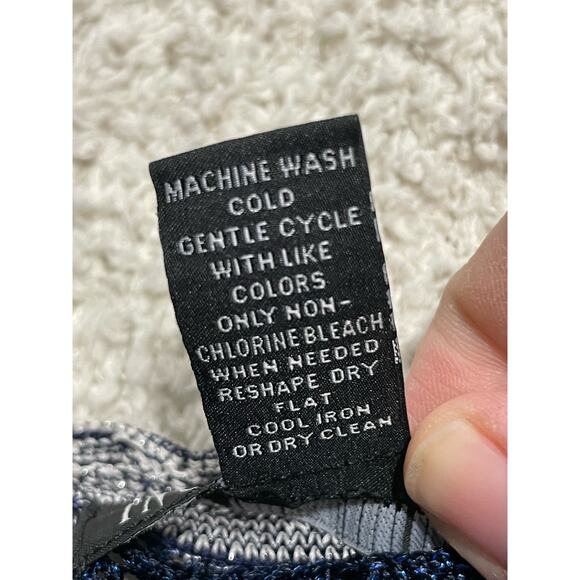 MACHINE WASH
COLD
GENTLE CYCLE
WITH LIKE
COLORS
ONLY NON-
CHLORINE BLEACH
WHEN NEEDED
RESHAPE DRY
FLAT
COOL IRON
OR DRY CLEAN